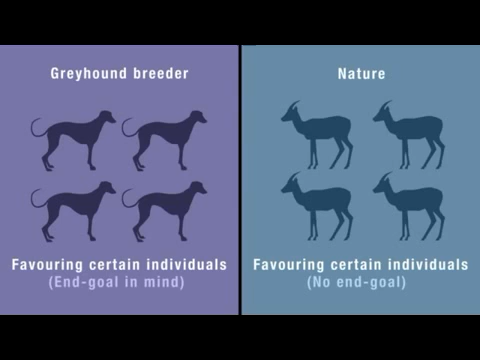 Greyhound breeder
Favouring certain individuals
(End-goal in mind)
Nature
Favouring certain individuals
(No end-goal)